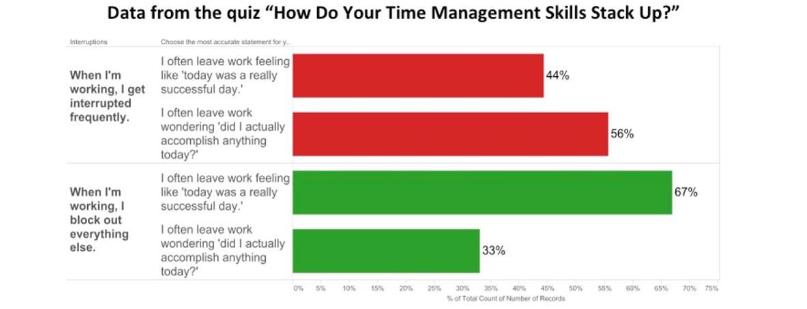 Data from the quiz “How Do Your Time Management Skills Stack Up?”
Interruptions
Choose the most accurate statement for y..
When I'm
working, I get
interrupted
frequently.
I often leave work feeling
like 'today was a really
successful day.'
44%
I often leave work
wondering 'did I actually
accomplish anything
today?'
56%
When I'm
working, I
block out
everything
else.
I often leave work feeling
like 'today was a really
successful day.'
67%
I often leave work
wondering 'did I actually
accomplish anything
today?'
33%
0% 5% 10% 15% 20% 25% 30% 35% 40% 45% 50% 55% 60% 65% 70% 75%
% of Total Count of Number of Records